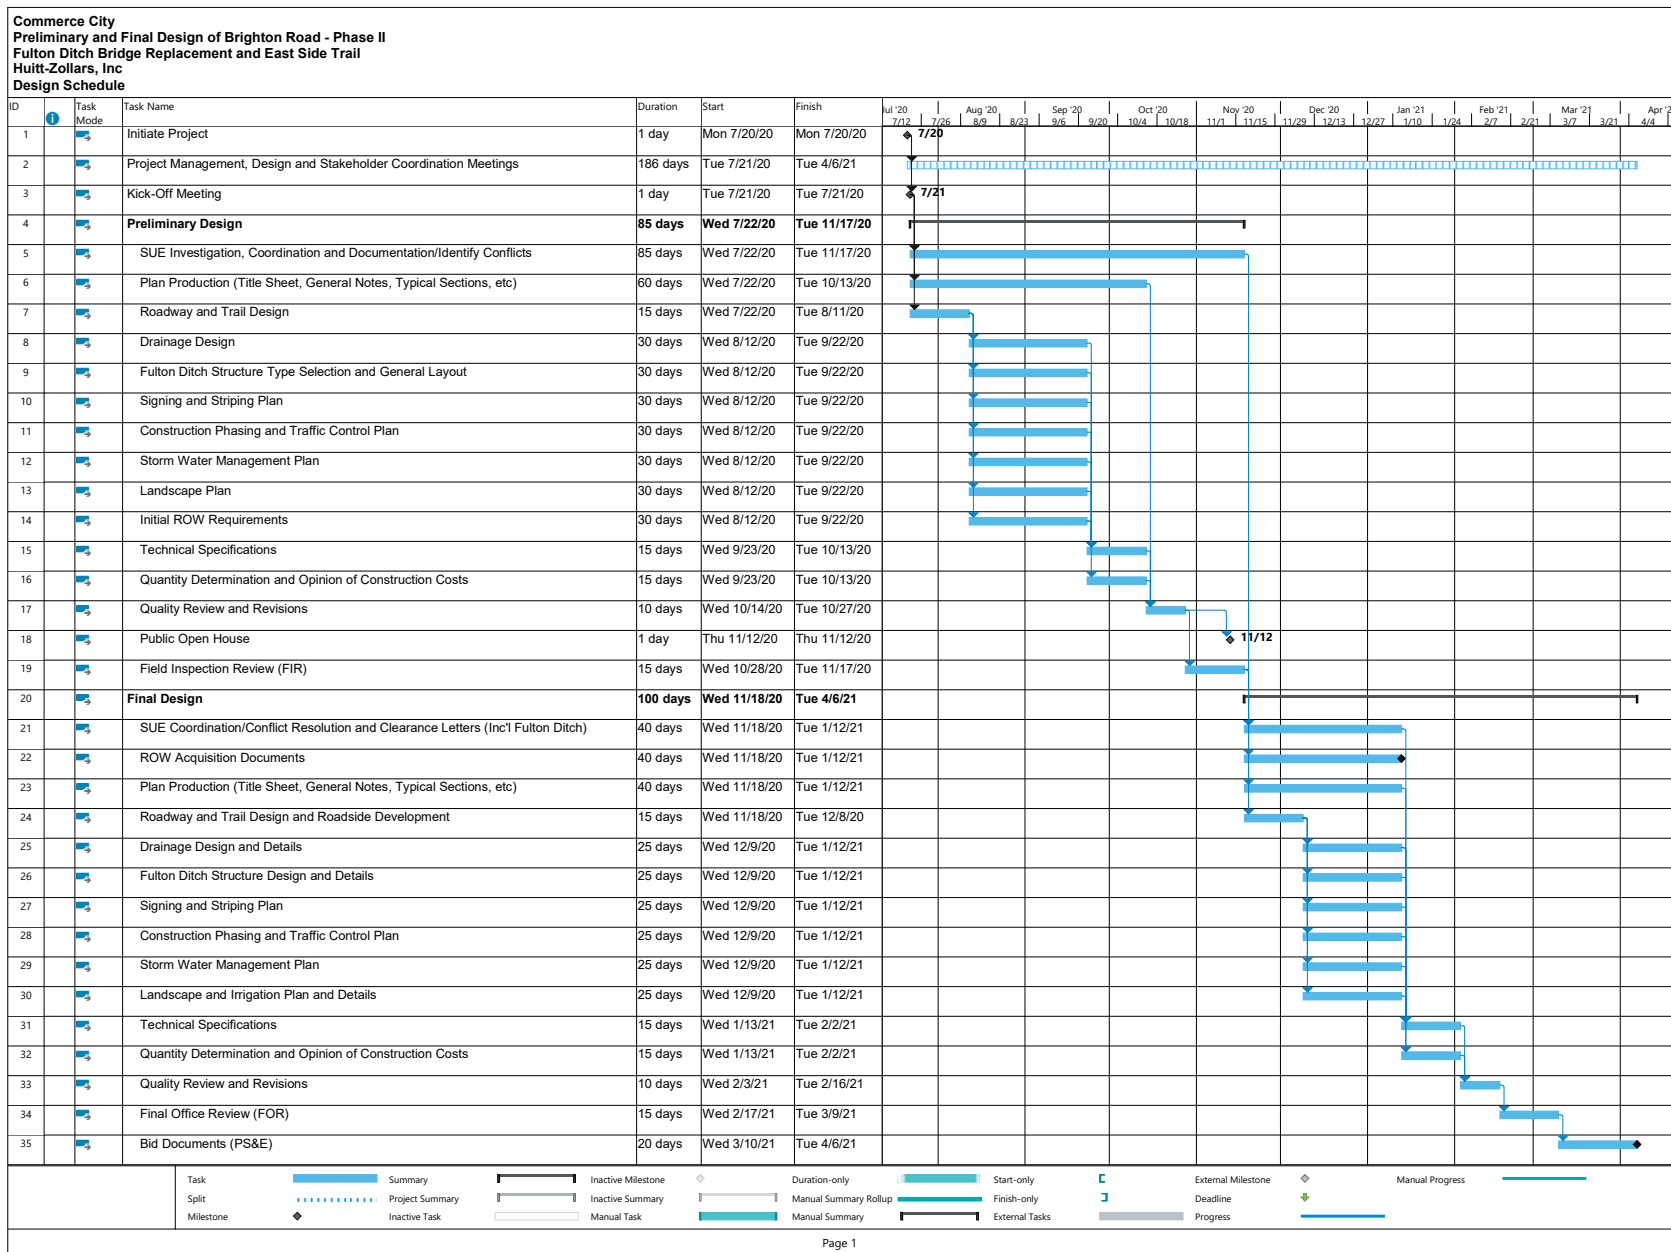 Commerce City
Preliminary and Final Design of Brighton Road - Phase II
Fulton Ditch Bridge Replacement and East Side Trail
Huitt-Zollars, Inc
Design Schedule
ID Task Mode Task Name Duration Start Finish
Jul '20 Aug '20 Sep '20 Oct '20 Nov '20 Dec '20 Jan '21 Feb '21 Mar '21 Apr '2
7/12 7/26 8/9 8/23 9/6 9/20 10/4 10/18 11/1 11/15 11/29 12/13 12/27 1/10 1/24 2/7 2/21 3/7 3/21 4/4
1 Initiate Project 1 day Mon 7/20/20 Mon 7/20/20 7/20
2 Project Management, Design and Stakeholder Coordination Meetings 186 days Tue 7/21/20 Tue 4/6/21
3 Kick-Off Meeting 1 day Tue 7/21/20 Tue 7/21/20 7/21
4 Preliminary Design 85 days Wed 7/22/20 Tue 11/17/20
5 SUE Investigation, Coordination and Documentation/Identify Conflicts 85 days Wed 7/22/20 Tue 11/17/20
6 Plan Production (Title Sheet, General Notes, Typical Sections, etc) 60 days Wed 7/22/20 Tue 10/13/20
7 Roadway and Trail Design 15 days Wed 7/22/20 Tue 8/11/20
8 Drainage Design 30 days Wed 8/12/20 Tue 9/22/20
9 Fulton Ditch Structure Type Selection and General Layout 30 days Wed 8/12/20 Tue 9/22/20
10 Signing and Striping Plan 30 days Wed 8/12/20 Tue 9/22/20
11 Construction Phasing and Traffic Control Plan 30 days Wed 8/12/20 Tue 9/22/20
12 Storm Water Management Plan 30 days Wed 8/12/20 Tue 9/22/20
13 Landscape Plan 30 days Wed 8/12/20 Tue 9/22/20
14 Initial ROW Requirements 30 days Wed 8/12/20 Tue 9/22/20
15 Technical Specifications 15 days Wed 9/23/20 Tue 10/13/20
16 Quantity Determination and Opinion of Construction Costs 15 days Wed 9/23/20 Tue 10/13/20
17 Quality Review and Revisions 10 days Wed 10/14/20 Tue 10/27/20
18 Public Open House 1 day Thu 11/12/20 Thu 11/12/20 11/12
19 Field Inspection Review (FIR) 15 days Wed 10/28/20 Tue 11/17/20
20 Final Design 100 days Wed 11/18/20 Tue 4/6/21
21 SUE Coordination/Conflict Resolution and Clearance Letters (Inc'l Fulton Ditch) 40 days Wed 11/18/20 Tue 1/12/21
22 ROW Acquisition Documents 40 days Wed 11/18/20 Tue 1/12/21
23 Plan Production (Title Sheet, General Notes, Typical Sections, etc) 40 days Wed 11/18/20 Tue 1/12/21
24 Roadway and Trail Design and Roadside Development 15 days Wed 11/18/20 Tue 12/8/20
25 Drainage Design and Details 25 days Wed 12/9/20 Tue 1/12/21
26 Fulton Ditch Structure Design and Details 25 days Wed 12/9/20 Tue 1/12/21
27 Signing and Striping Plan 25 days Wed 12/9/20 Tue 1/12/21
28 Construction Phasing and Traffic Control Plan 25 days Wed 12/9/20 Tue 1/12/21
29 Storm Water Management Plan 25 days Wed 12/9/20 Tue 1/12/21
30 Landscape and Irrigation Plan and Details 25 days Wed 12/9/20 Tue 1/12/21
31 Technical Specifications 15 days Wed 1/13/21 Tue 2/2/21
32 Quantity Determination and Opinion of Construction Costs 15 days Wed 1/13/21 Tue 2/2/21
33 Quality Review and Revisions 10 days Wed 2/3/21 Tue 2/16/21
34 Final Office Review (FOR) 15 days Wed 2/17/21 Tue 3/9/21
35 Bid Documents (PS&E) 20 days Wed 3/10/21 Tue 4/6/21
Task Summary Inactive Milestone Duration-only Start-only External Milestone Manual Progress
Split Project Summary Inactive Summary Manual Summary Rollup Finish-only Deadline
Milestone Inactive Task Manual Task Manual Summary External Tasks Progress
Page 1